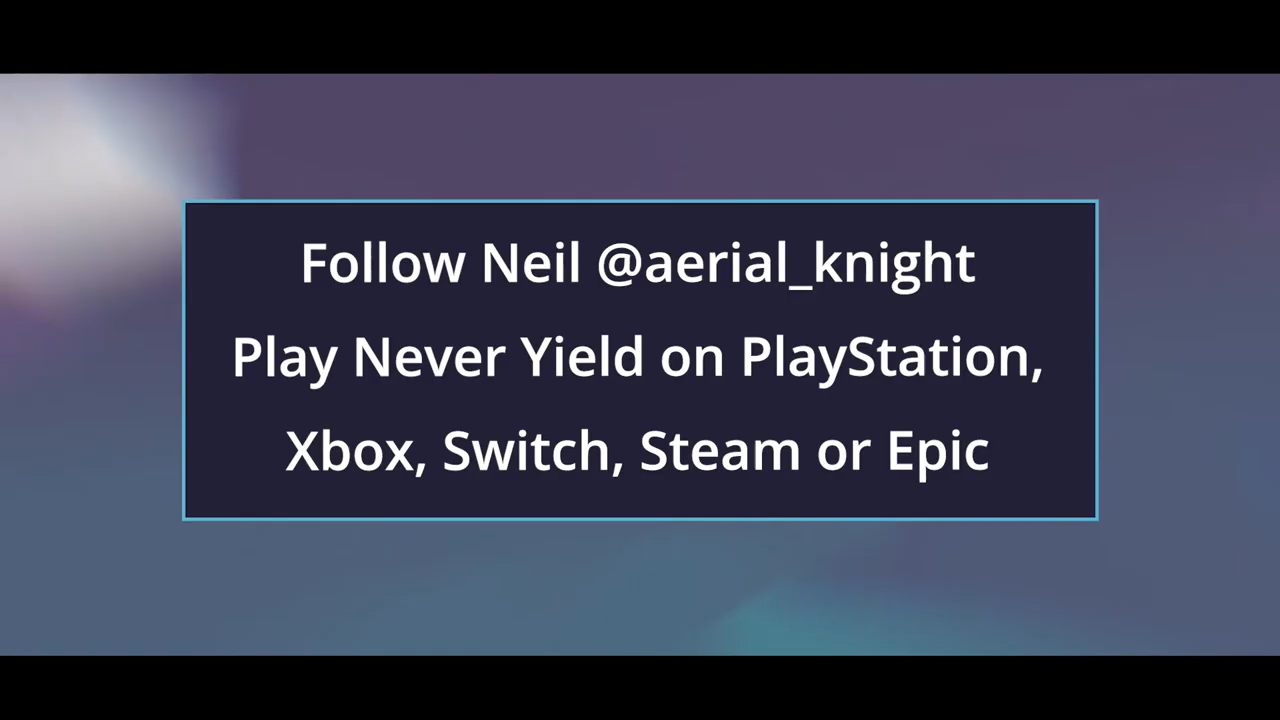 Follow Neil @aerial_knight
Play Never Yield on PlayStation,
Xbox, Switch, Steam or Epic